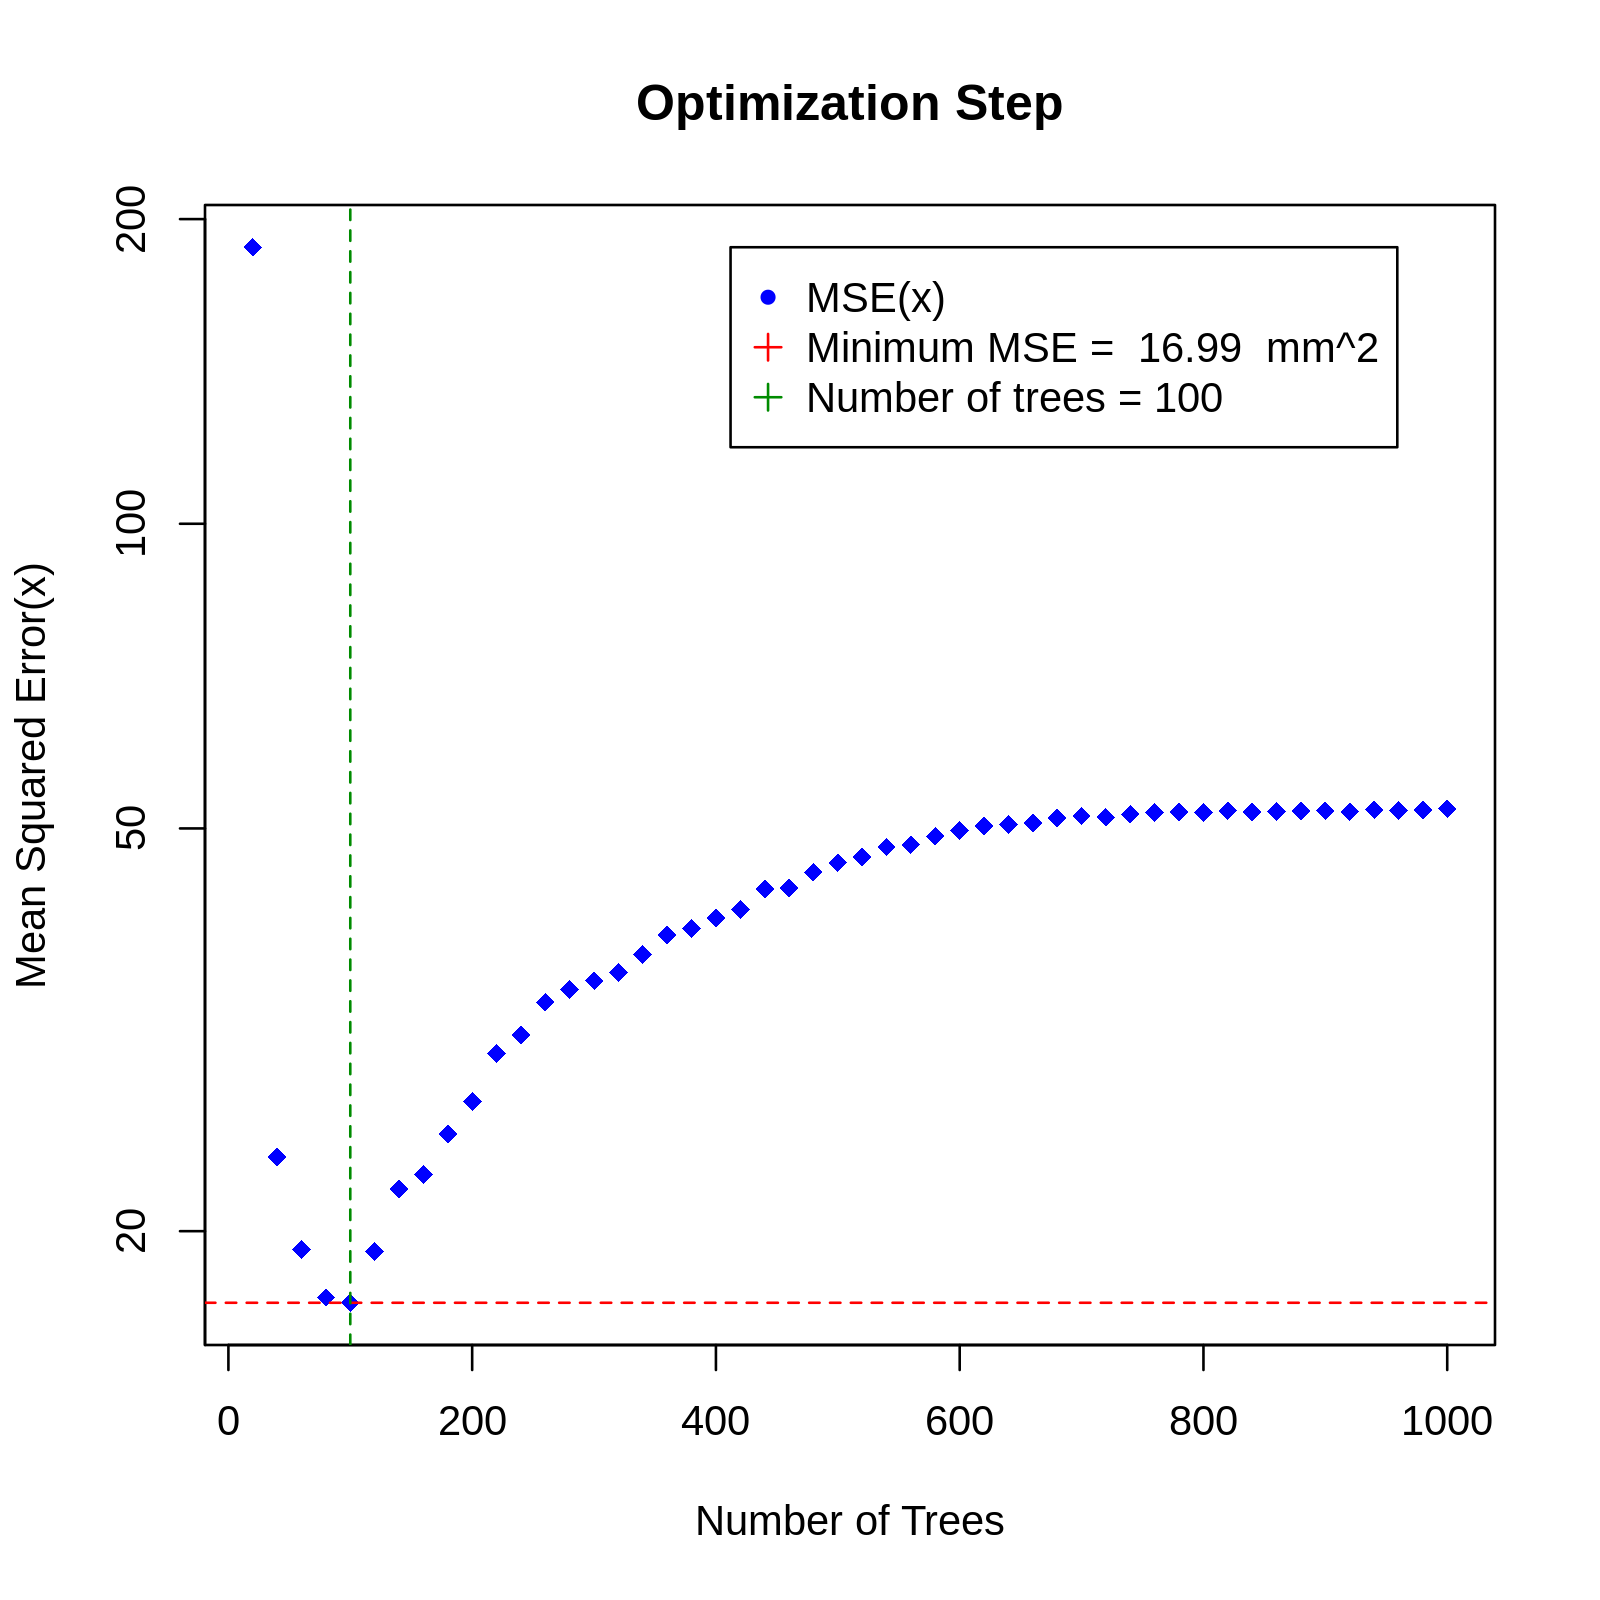 Optimization Step
MSE(x)
Minimum MSE =  16.99  mm^2
Number of trees = 100
Mean Squared Error(x)
200
100
50
20
0 200 400 600 800 1000
Number of Trees